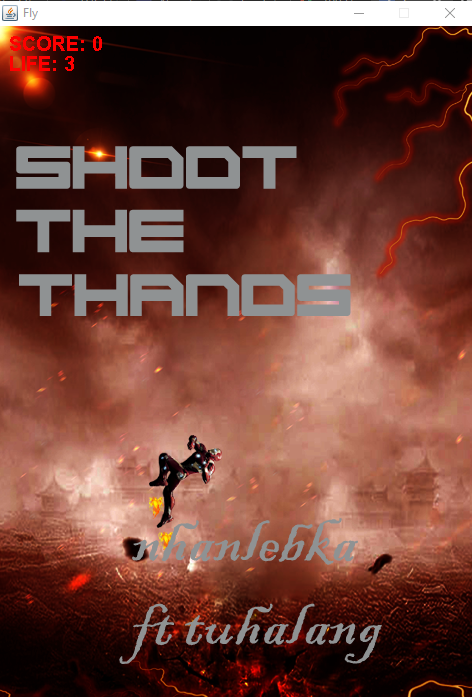 Fly
SCORE: 0
LIFE: 3
SHOOT
THE
THANOS
nhanlebka
ft tuhalang